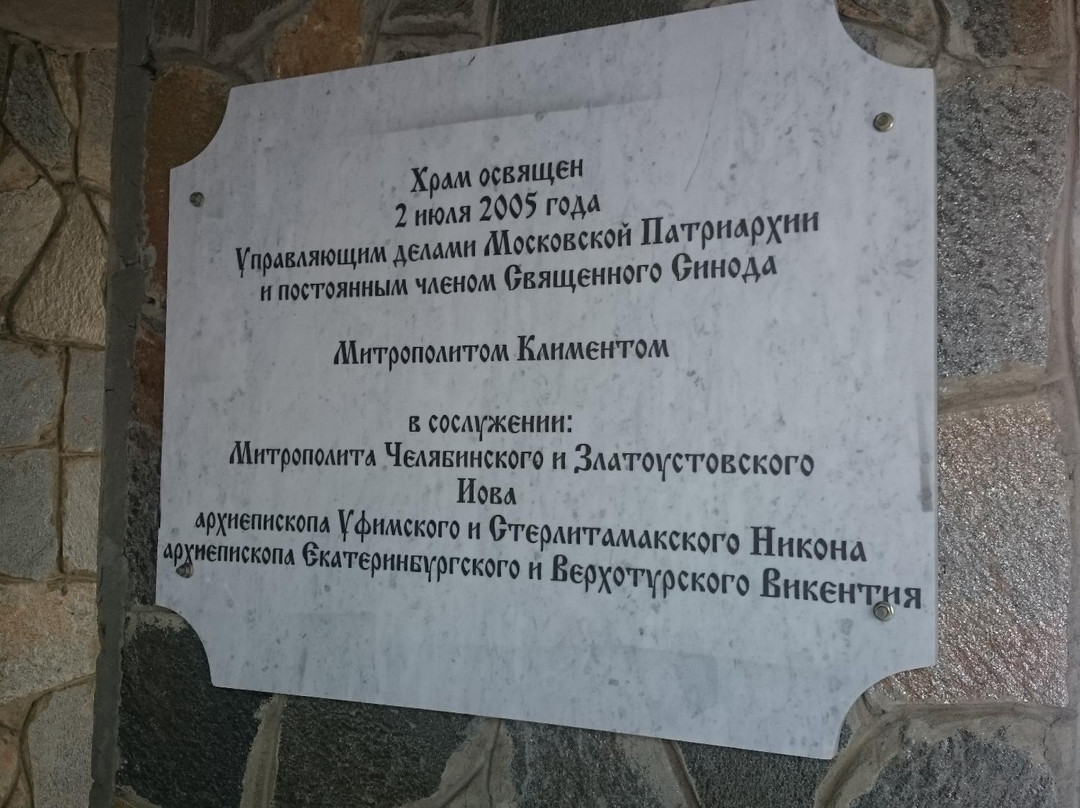 Храм освящен
2 июля 2005 года
Управляющим делами Московской Патриархии
и постоянным членом Священного Синода
Митрополитом Климентом
в сослужении:
Митрополита Челябинского и Златоустовского
Иова
архиепископа Уфимского и Стерлитамакского Никона
архиепископа Екатеринбургского и Верхотурского Викентия